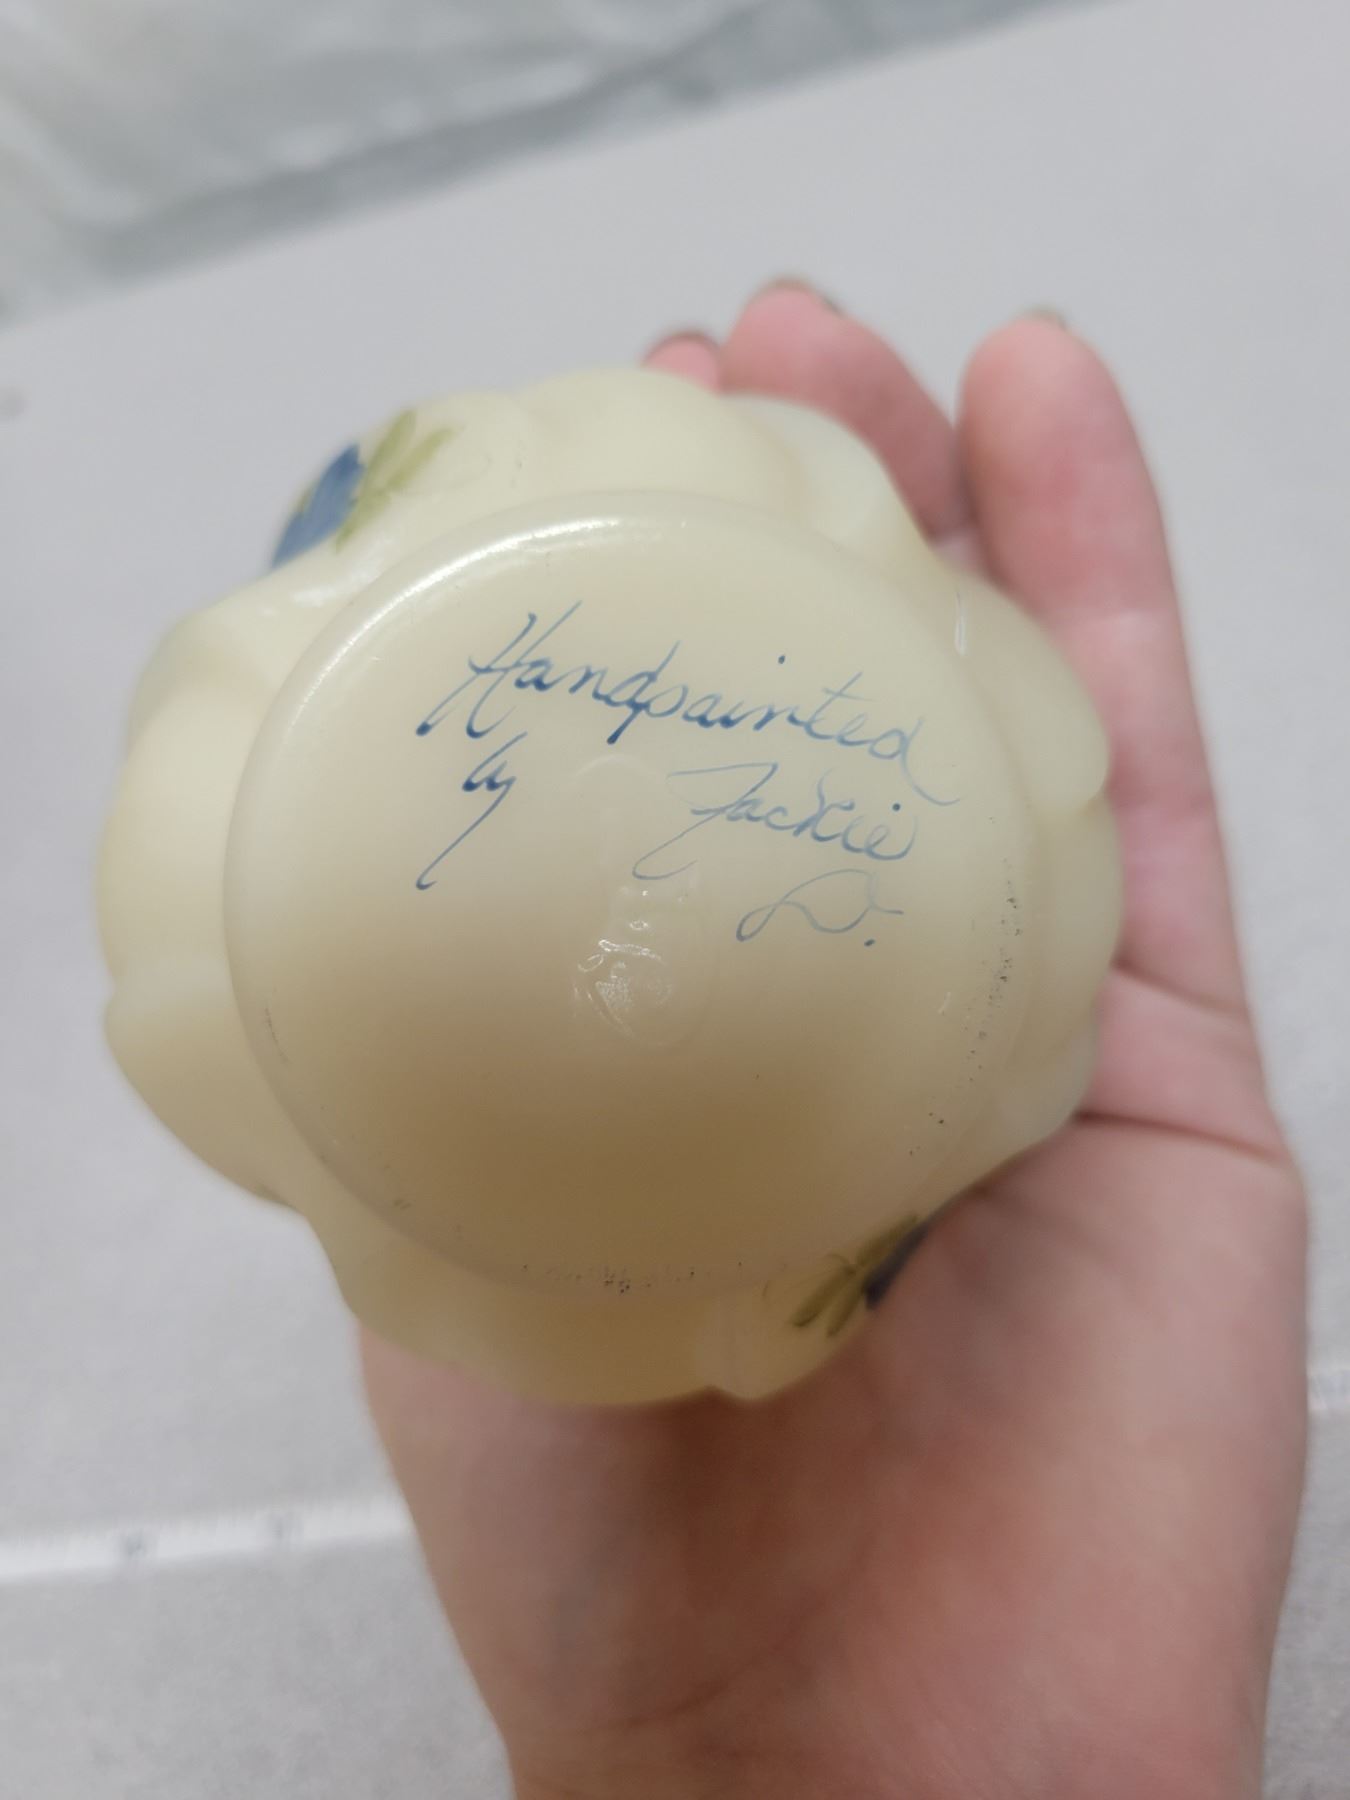 Handpainted
by Jackie
D.